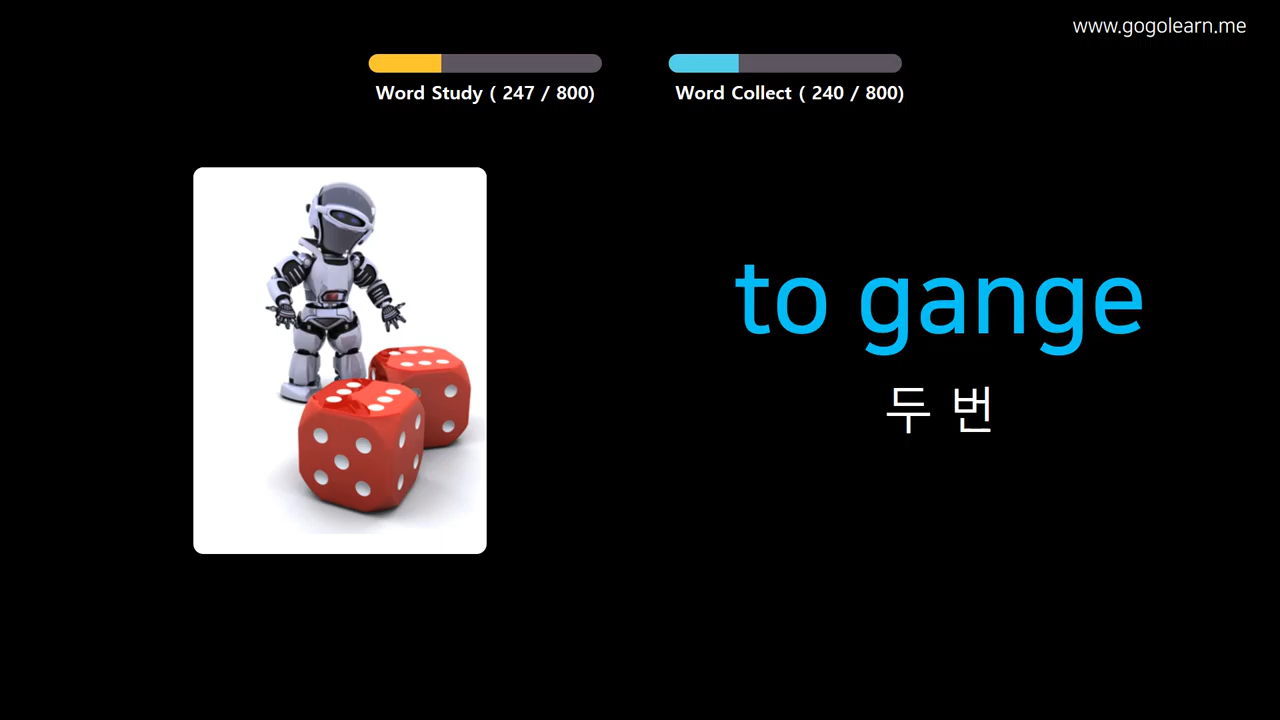 www.gogolearn.me
Word Study ( 247 / 800)
Word Collect ( 240 / 800)
to gange
두 번